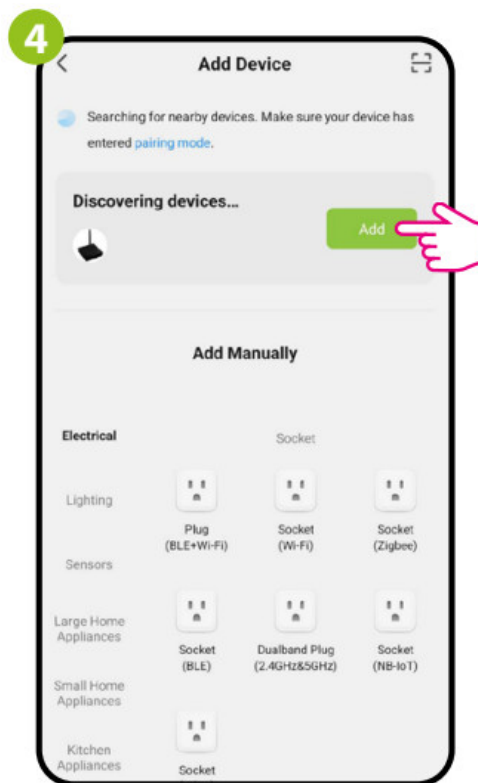 4
Add Device
Searching for nearby devices. Make sure your device has
entered pairing mode.
Discovering devices...
Add
Add Manually
Electrical
Socket
Lighting
Plug
(BLE+Wi-Fi)
Socket
(Wi-Fi)
Socket
(Zigbee)
Sensors
Large Home
Appliances
Socket
(BLE)
Dualband Plug
(2.4GHz&5GHz)
Socket
(NB-IoT)
Small Home
Appliances
Kitchen
Appliances
Socket